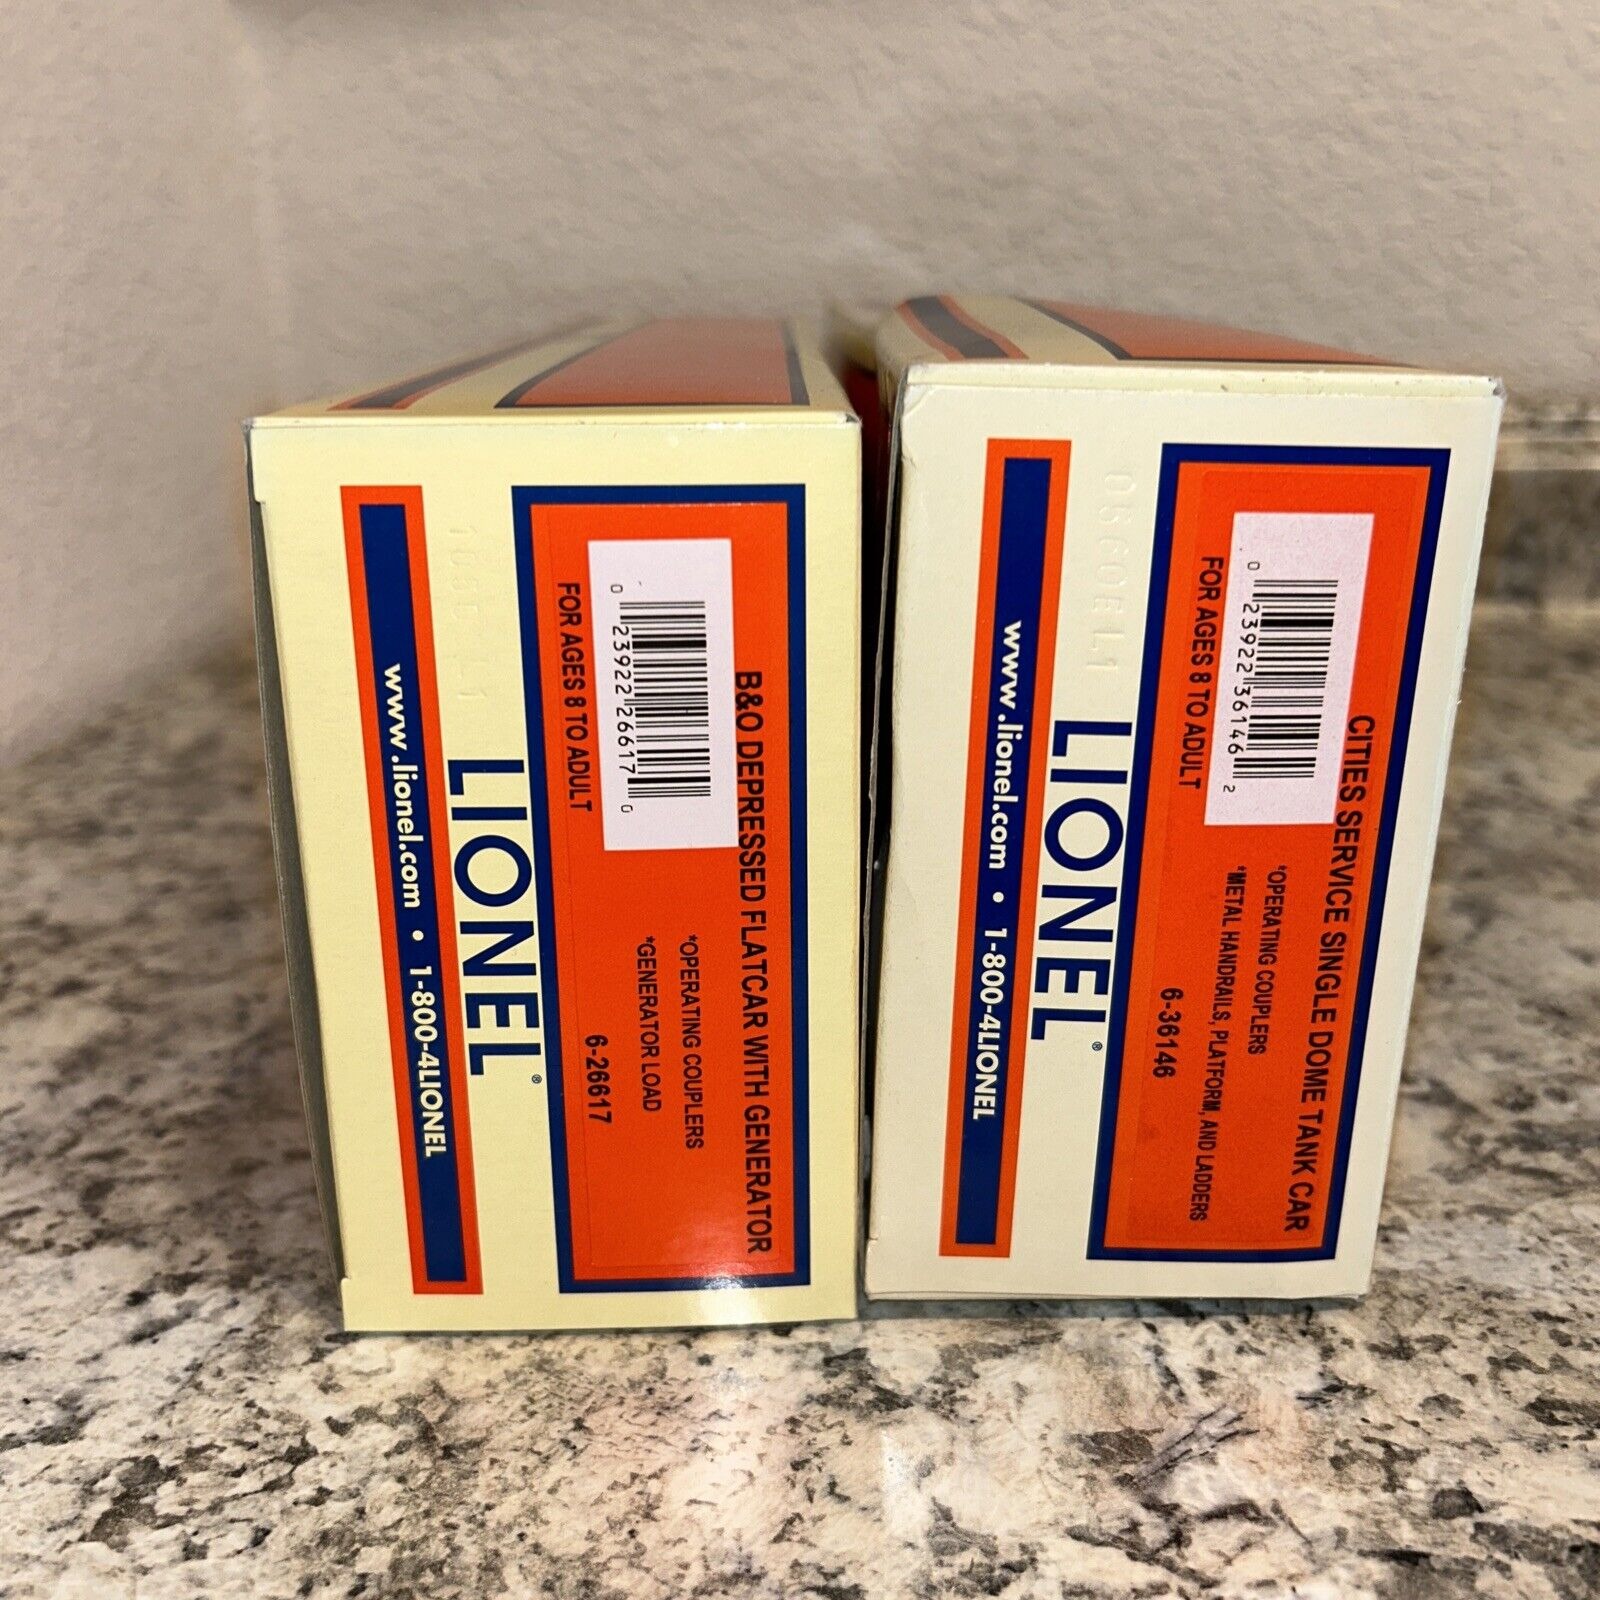 B&O DEPRESSED FLATCAR WITH GENERATOR
*OPERATING COUPLERS
*GENERATOR LOAD
0 23922 26617 0
FOR AGES 8 TO ADULT
6-26617
LIONEL®
www.lionel.com • 1-800-4LIONEL
CITIES SERVICE SINGLE DOME TANK CAR
*OPERATING COUPLERS
*METAL HANDRAILS, PLATFORM, AND LADDERS
0 23922 36146 2
FOR AGES 8 TO ADULT
6-36146
0560EL1
LIONEL®
www.lionel.com • 1-800-4LIONEL